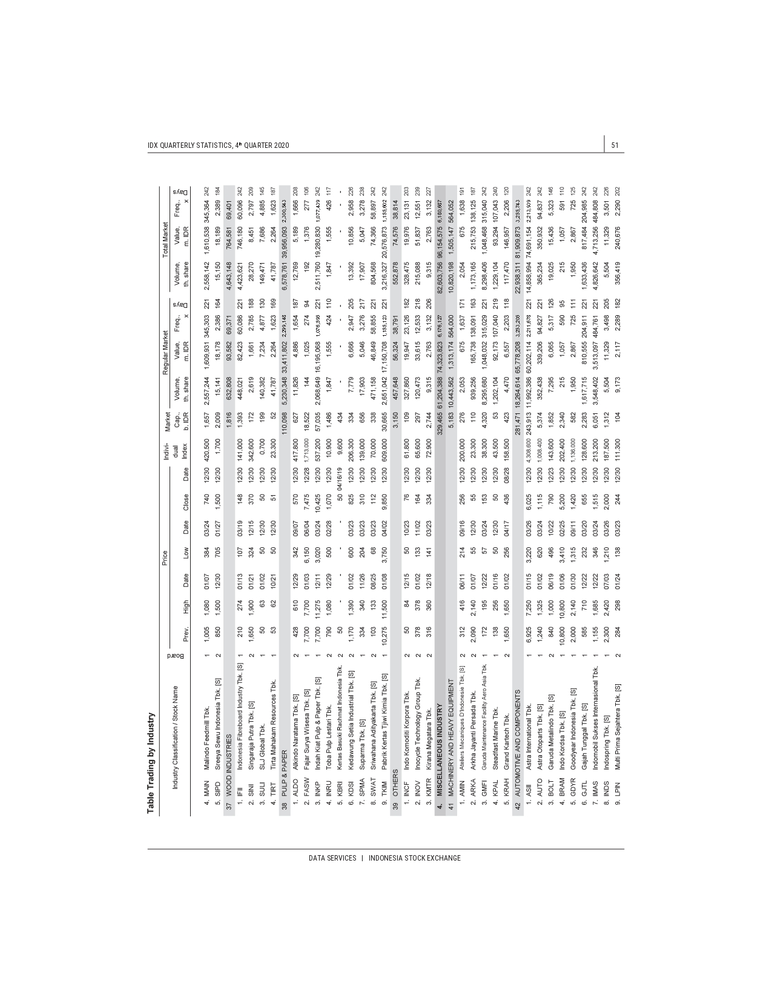 IDX QUARTERLY STATISTICS, 4th QUARTER 2020 51
Table Trading by Industry
Industry Classification / Stock Name Board Price Indivi- Market Regular Market Total Market
dual Cap., Volume, Value, Freq., Days Volume, Value, Freq., Days
Prev. High Date Low Date Close Date Index b. IDR th. share m. IDR x th. share m. IDR x
4. MAIN Malindo Feedmill Tbk. 1 1,005 1,080 01/07 384 03/24 740 12/30 420.500 1,657 2,557,244 1,609,931 345,303 221 2,558,142 1,610,538 345,364 242
5. SIPD Sreeya Sewu Indonesia Tbk. [S] 2 850 1,500 12/30 705 01/27 1,500 12/30 1.700 2,009 15,141 18,178 2,386 164 15,150 18,189 2,389 184
37 WOOD INDUSTRIES 1,816 632,808 93,582 69,371 4,643,148 764,581 69,401
1. IFII Indonesia Fibreboard Industry Tbk. [S] 1 210 274 01/13 107 03/19 148 12/30 141.000 1,393 448,021 82,423 60,086 221 4,423,621 746,180 60,096 242
2. SINI Singaraja Putra Tbk. [S] 2 1,650 1,900 01/21 324 12/15 370 12/30 342.600 172 2,619 1,661 2,785 188 28,270 8,451 2,797 209
3. SULI SLJ Global Tbk. 1 50 63 01/02 50 12/30 50 12/30 0.700 199 140,382 7,234 4,877 130 149,471 7,686 4,885 145
4. TIRT Tirta Mahakam Resources Tbk. 1 53 62 10/21 50 12/30 51 12/30 23.300 52 41,787 2,264 1,623 169 41,787 2,264 1,623 187
38 PULP & PAPER 110,098 5,230,348 33,411,802 2,299,148 6,578,761 39,956,093 2,300,343
1. ALDO Alkindo Naratama Tbk. [S] 2 428 610 12/29 342 09/07 570 12/30 417.800 627 11,826 4,886 1,654 187 12,769 5,189 1,666 208
2. FASW Fajar Surya Wisesa Tbk. [S] 1 7,700 7,700 01/03 6,150 06/04 7,475 12/28 1,713.000 18,522 144 1,025 274 94 192 1,376 277 106
3. INKP Indah Kiat Pulp & Paper Tbk. [S] 1 7,700 11,275 12/11 3,020 03/24 10,425 12/30 537.200 57,035 2,068,649 16,195,068 1,076,395 221 2,511,760 19,280,830 1,077,439 242
4. INRU Toba Pulp Lestari Tbk. 2 790 1,080 12/29 500 02/28 1,070 12/30 10.900 1,486 1,847 1,555 424 110 1,847 1,555 426 117
5. KBRI Kertas Basuki Rachmat Indonesia Tbk. 2 50 - - - - 50 04/16/19 9.600 434 - - - - - - - -
6. KDSI Kedawung Setia Industrial Tbk. [S] 2 1,170 1,390 01/02 600 03/23 825 12/30 206.300 334 7,779 6,666 2,947 205 13,392 10,856 2,958 226
7. SPMA Suparma Tbk. [S] 1 334 340 11/26 204 03/23 310 12/30 139.000 656 17,903 5,046 3,276 217 17,907 5,047 3,278 238
8. SWAT Sriwahana Adityakarta Tbk. [S] 2 103 133 08/25 68 03/23 112 12/30 70.000 338 471,158 46,849 58,855 221 804,568 74,366 58,897 242
9. TKIM Pabrik Kertas Tjiwi Kimia Tbk. [S] 1 10,275 11,500 01/08 3,750 04/02 9,850 12/30 609.000 30,665 2,651,042 17,150,708 1,155,123 221 3,216,327 20,576,873 1,155,602 242
39 OTHERS 3,150 457,648 56,324 38,791 552,878 74,576 38,814
1. INCF Indo Komoditi Korpora Tbk. 2 50 84 12/15 50 10/23 76 12/30 61.800 109 327,860 19,947 23,126 182 328,475 19,976 23,131 203
2. INOV Inocycle Technology Group Tbk. 2 378 378 01/02 133 11/02 164 12/30 65.600 297 120,473 33,615 12,533 218 215,088 51,837 12,551 239
3. KMTR Kirana Megatara Tbk. 2 316 360 12/18 141 03/23 334 12/30 72.900 2,744 9,315 2,763 3,132 206 9,315 2,763 3,132 227
4. MISCELLANEOUS INDUSTRY 329,465 61,204,388 74,323,823 6,176,127 82,603,756 96,154,575 6,180,687
41 MACHINERY AND HEAVY EQUIPMENT 5,183 10,443,562 1,313,174 564,000 10,820,198 1,505,147 564,052
1. AMIN Ateliers Mecaniques D'Indonesie Tbk. [S] 2 312 416 06/11 214 09/16 256 12/30 200.000 276 2,053 675 1,637 171 2,054 675 1,638 191
2. ARKA Arkha Jayanti Persada Tbk. 2 2,090 2,140 01/07 55 12/30 55 12/30 23.300 110 939,256 165,738 138,091 163 1,173,165 215,753 138,125 187
3. GMFI Garuda Maintenance Facility Aero Asia Tbk. 1 172 195 12/22 57 03/24 153 12/30 38.300 4,320 8,295,680 1,048,032 315,029 221 8,298,406 1,048,468 315,040 242
4. KPAL Steadfast Marine Tbk. 1 138 256 01/16 50 12/30 50 12/30 43.500 53 1,202,104 92,173 107,040 219 1,229,104 93,294 107,043 240
5. KRAH Grand Kartech Tbk. 2 1,650 1,650 01/02 256 04/17 436 08/28 158.500 423 4,470 6,557 2,203 118 117,470 146,957 2,206 120
42 AUTOMOTIVE AND COMPONENTS 281,471 18,264,614 65,778,208 3,253,206 22,938,311 81,909,873 3,255,743
1. ASII Astra International Tbk. 1 6,925 7,250 01/15 3,220 03/26 6,025 12/30 4,308.600 243,913 11,992,386 60,202,114 2,211,678 221 14,858,994 74,691,154 2,213,939 242
2. AUTO Astra Otoparts Tbk. [S] 1 1,240 1,325 01/02 620 03/24 1,115 12/30 1,008.400 5,374 352,438 339,206 94,827 221 365,234 350,932 94,837 242
3. BOLT Garuda Metalindo Tbk. [S] 2 840 1,000 06/19 496 10/22 790 12/23 143.600 1,852 7,295 6,065 5,317 126 19,025 15,436 5,323 146
4. BRAM Indo Kordsa Tbk. [S] 1 10,800 10,800 01/06 3,410 02/25 5,200 12/30 202.400 2,340 215 1,057 590 95 215 1,057 591 110
5. GDYR Goodyear Indonesia Tbk. [S] 1 2,000 2,140 01/30 1,315 09/11 1,420 12/30 1,136.000 582 1,950 2,867 725 111 1,950 2,867 725 125
6. GJTL Gajah Tunggal Tbk. [S] 1 585 710 12/22 232 03/20 655 12/30 128.600 2,283 1,617,715 810,555 204,911 221 1,633,436 817,484 204,985 242
7. IMAS Indomobil Sukses Internasional Tbk. 1 1,155 1,685 12/22 346 03/24 1,515 12/30 213.200 6,051 3,548,402 3,513,097 484,761 221 4,826,642 4,713,256 484,808 242
8. INDS Indospring Tbk. [S] 1 2,300 2,420 07/03 1,210 03/26 2,000 12/30 187.500 1,312 5,504 11,329 3,498 205 5,504 11,329 3,501 226
9. LPIN Multi Prima Sejahtera Tbk. [S] 2 284 298 01/24 138 03/23 244 12/30 111.300 104 9,173 2,117 2,289 182 356,419 240,676 2,290 202
DATA SERVICES | INDONESIA STOCK EXCHANGE